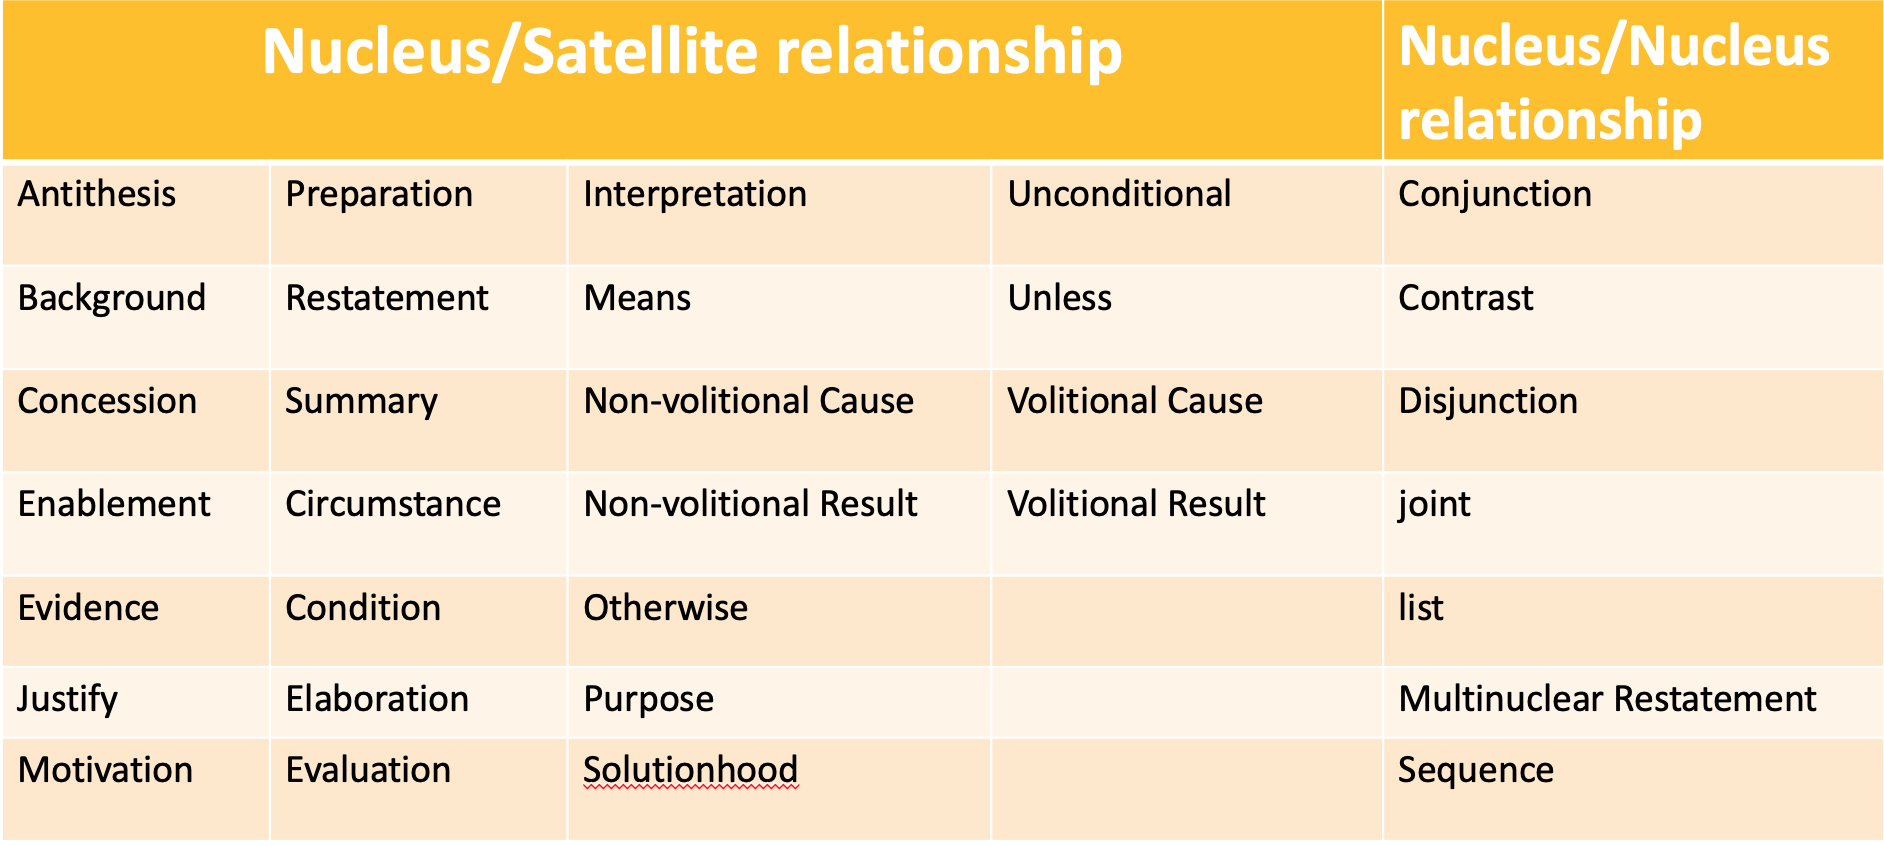 Nucleus/Satellite relationship
Nucleus/Nucleus
relationship
Antithesis Preparation Interpretation Unconditional Conjunction
Background Restatement Means Unless Contrast
Concession Summary Non-volitional Cause Volitional Cause Disjunction
Enablement Circumstance Non-volitional Result Volitional Result joint
Evidence Condition Otherwise list
Justify Elaboration Purpose Multinuclear Restatement
Motivation Evaluation Solutionhood Sequence